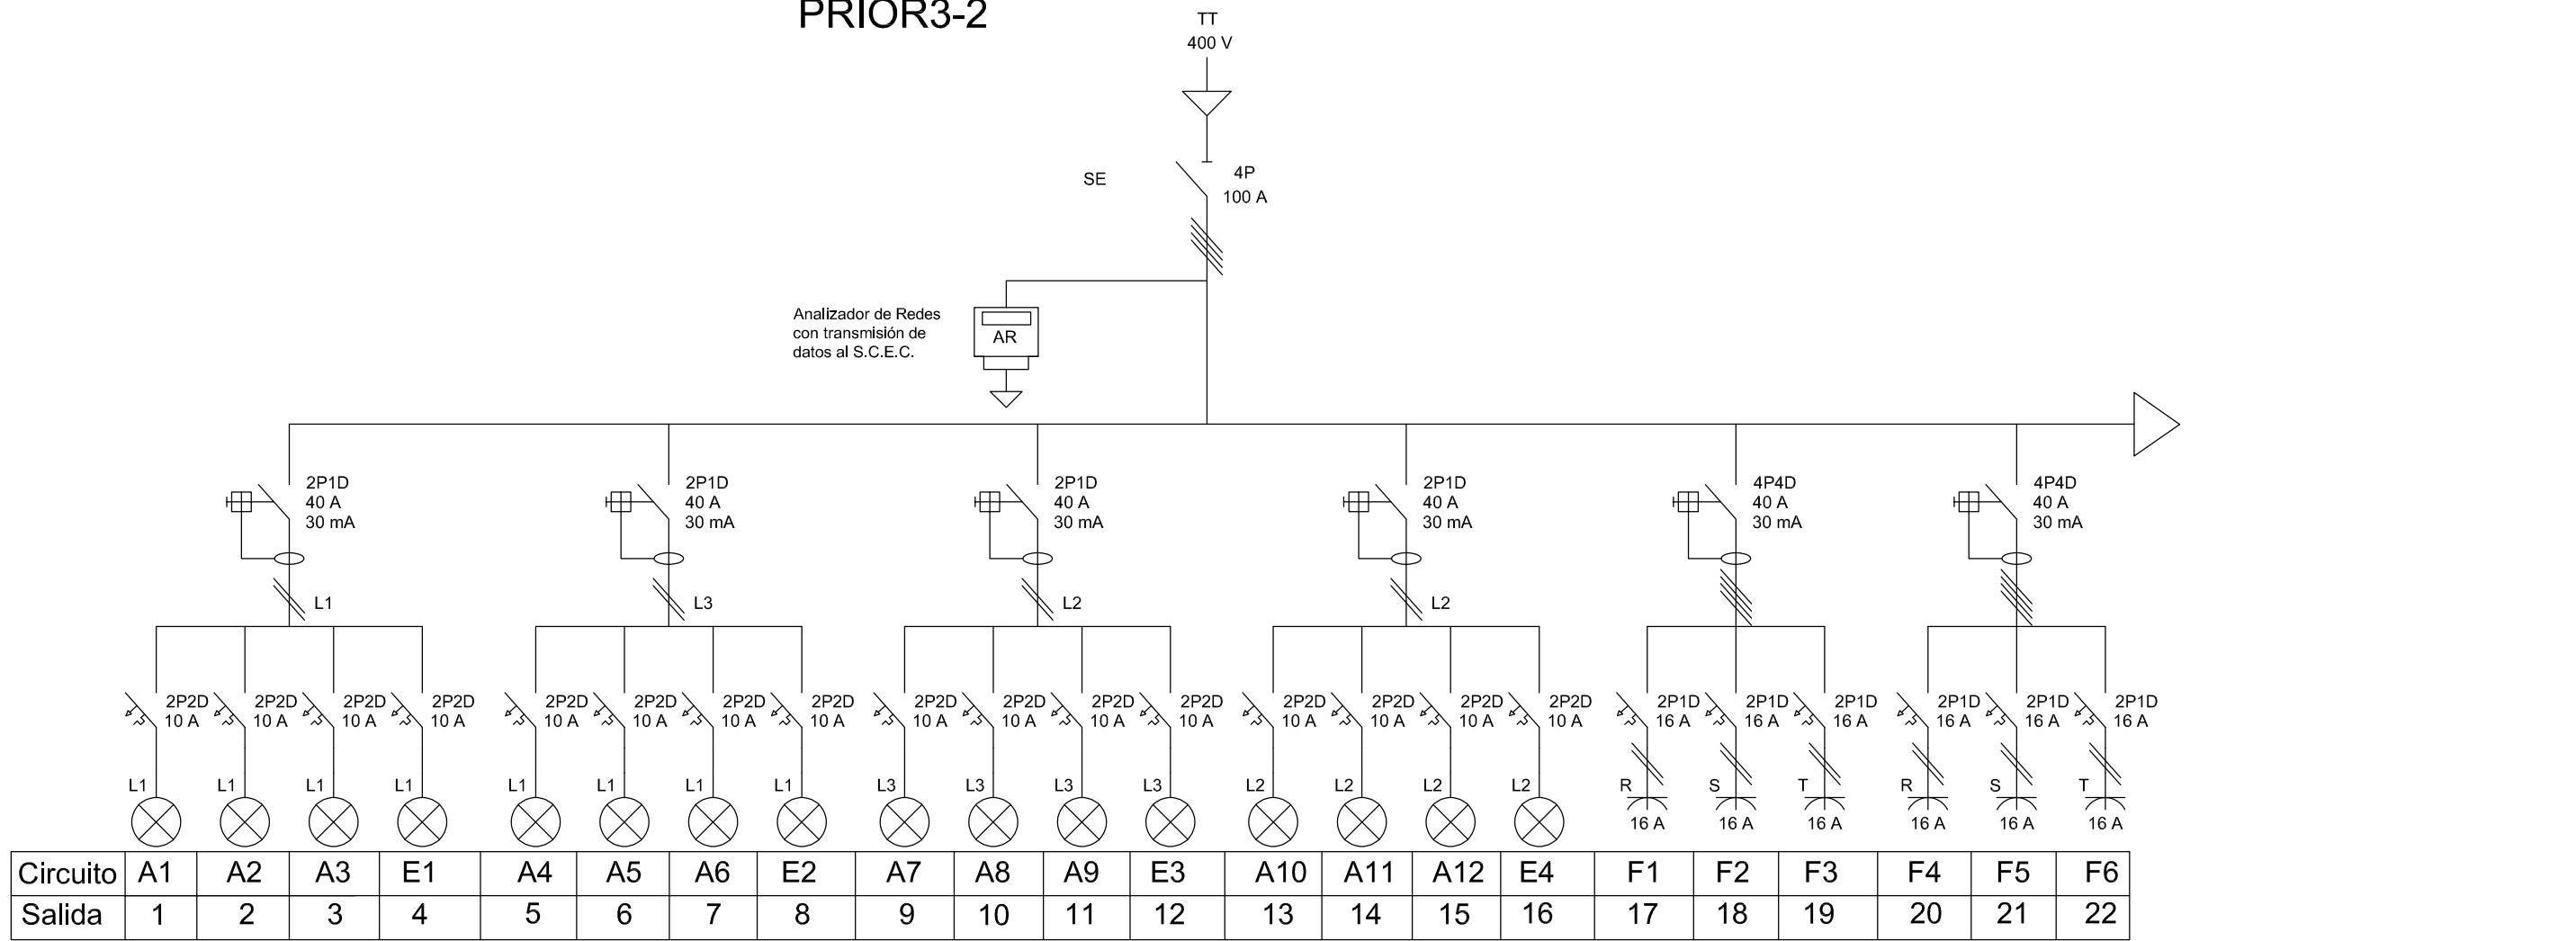 PRIOR3-2
TT
400 V
SE
4P
100 A
Analizador de Redes
con transmisión de
datos al S.C.E.C.
AR
2P1D
40 A
30 mA
2P1D
40 A
30 mA
2P1D
40 A
30 mA
2P1D
40 A
30 mA
4P4D
40 A
30 mA
4P4D
40 A
30 mA
L1
L3
L2
L2
2P2D
10 A
2P2D
10 A
2P2D
10 A
2P2D
10 A
2P2D
10 A
2P2D
10 A
2P2D
10 A
2P2D
10 A
2P2D
10 A
2P2D
10 A
2P2D
10 A
2P2D
10 A
2P2D
10 A
2P2D
10 A
2P2D
10 A
2P2D
10 A
2P1D
16 A
2P1D
16 A
2P1D
16 A
2P1D
16 A
2P1D
16 A
2P1D
16 A
L1 L1 L1 L1 L1 L1 L1 L1 L3 L3 L3 L3 L2 L2 L2 L2 R S T R S T
16 A 16 A 16 A 16 A 16 A 16 A
Circuito A1 A2 A3 E1 A4 A5 A6 E2 A7 A8 A9 E3 A10 A11 A12 E4 F1 F2 F3 F4 F5 F6
Salida 1 2 3 4 5 6 7 8 9 10 11 12 13 14 15 16 17 18 19 20 21 22